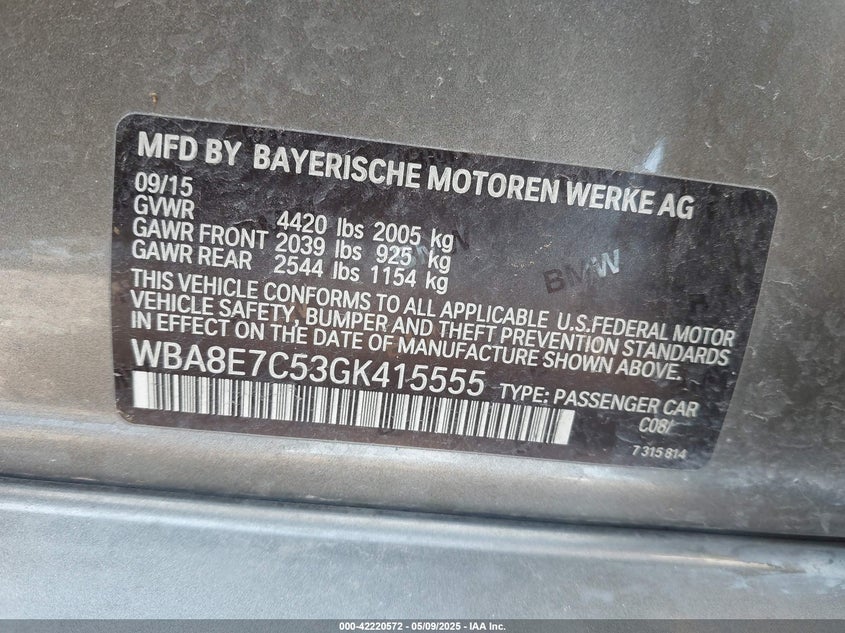 MFD BY BAYERISCHE MOTOREN WERKE AG
09/15
GVWR 4420 lbs 2005 kg
GAWR FRONT 2039 lbs 925 kg
GAWR REAR 2544 lbs 1154 kg
BMW
THIS VEHICLE CONFORMS TO ALL APPLICABLE U.S.FEDERAL MOTOR
VEHICLE SAFETY, BUMPER AND THEFT PREVENTION STANDARDS
IN EFFECT ON THE DATE OF MANUFACTURE SHOWN ABOVE.
WBA8E7C53GK415555 TYPE: PASSENGER CAR
C08/
7 315 814
000-42220572 - 05/09/2025 - IAA Inc.